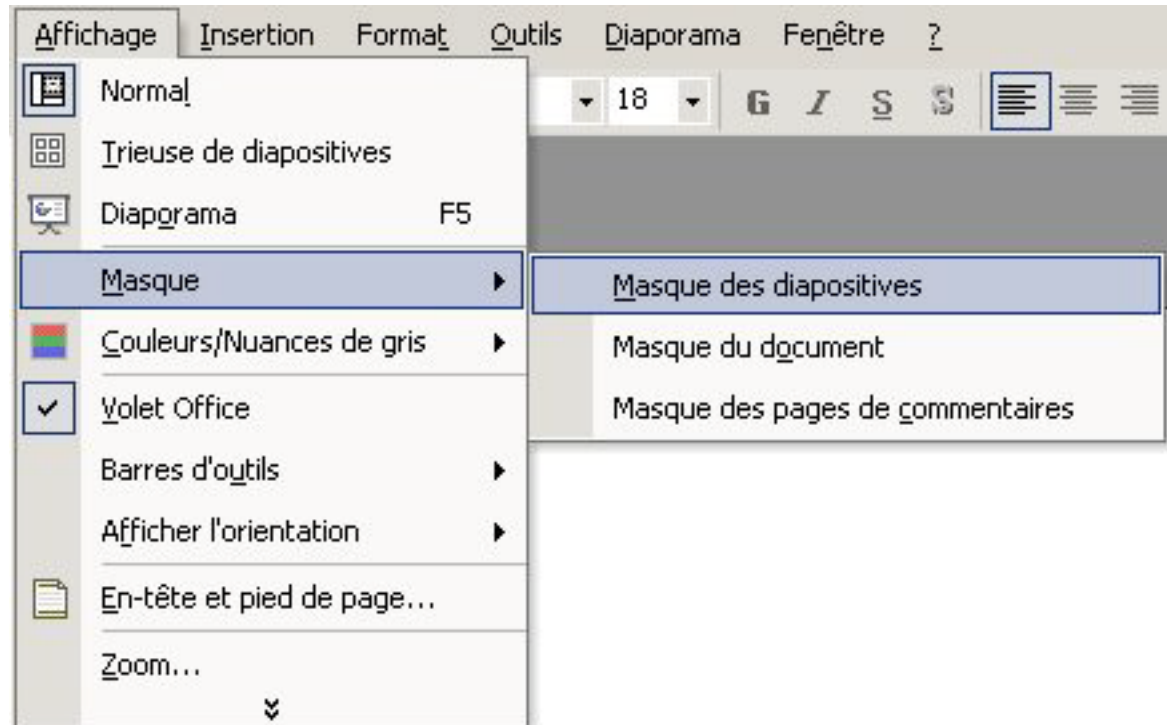 Affichage Insertion Format Outils Diaporama Fenêtre ?
Normal 18 G I S S
Trieuse de diapositives
Diaporama F5
Masque Masque des diapositives
Couleurs/Nuances de gris Masque du document
Volet Office Masque des pages de commentaires
Barres d'outils
Afficher l'orientation
En-tête et pied de page...
Zoom...